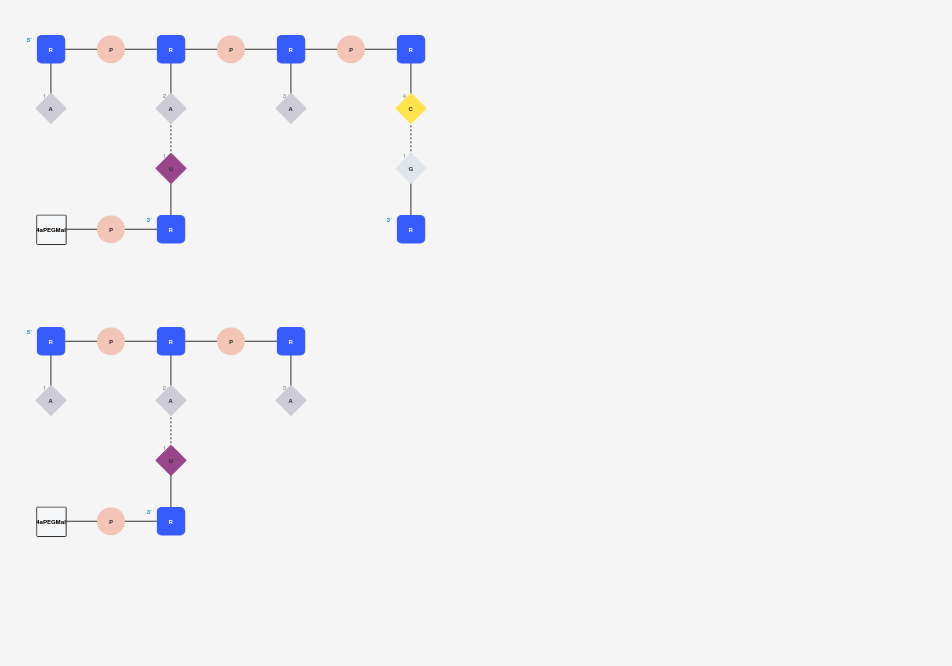 5'
R P R P R P R
1 2 3 4
A A A C
1 1
U G
3' 3'
4aPEGMal P R R
5'
R P R P R
1 2 3
A A A
1
U
3'
4aPEGMal P R